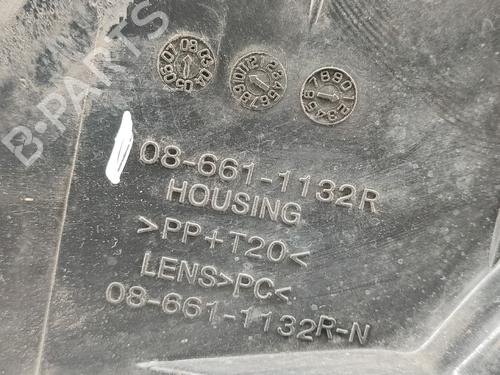 08-661-1132R
HOUSING
>PP+T20<
LENS>PC<
08-661-1132R-N
B-PARTS